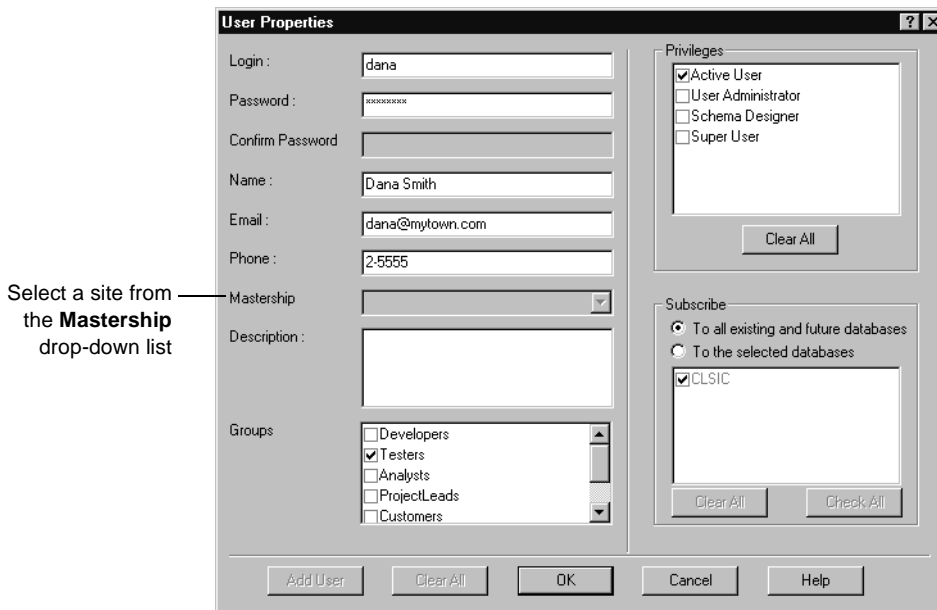 User Properties
Login :
dana
Password :
××××××××
Confirm Password
Name :
Dana Smith
Email :
dana@mytown.com
Phone :
2-5555
Mastership
Description :
Groups
Developers
Testers
Analysts
ProjectLeads
Customers
Select a site from
the Mastership
drop-down list
Privileges
Active User
User Administrator
Schema Designer
Super User
Clear All
Subscribe
To all existing and future databases
To the selected databases
CLSIC
Clear All
Check All
Add User
Clear All
OK
Cancel
Help